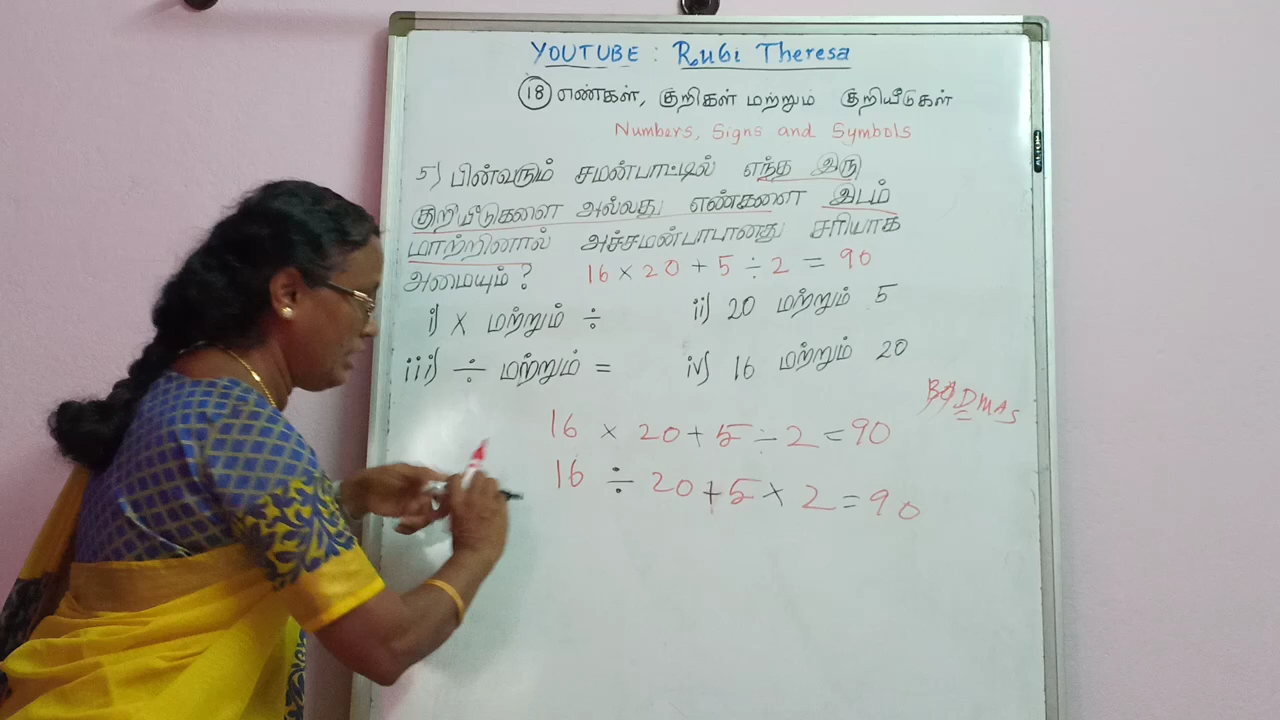 YOUTUBE : Rubi Theresa
18 எண்கள், குறிகள் மற்றும் குறியீடுகள்
Numbers, Signs and Symbols
5) பின்வரும் சமன்பாட்டில் எந்த இரு
குறியீடுகளை அல்லது எண்களை இடம்
மாற்றினால் அச்சமன்பாபானது சரியாக
அமையும் ? 16 × 20 + 5 ÷ 2 = 90
i) × மற்றும் ÷ ii) 20 மற்றும் 5
iii) ÷ மற்றும் = iv) 16 மற்றும் 20
BODMAS
16 × 20 + 5 ÷ 2 = 90
16 ÷ 20 + 5 × 2 = 90